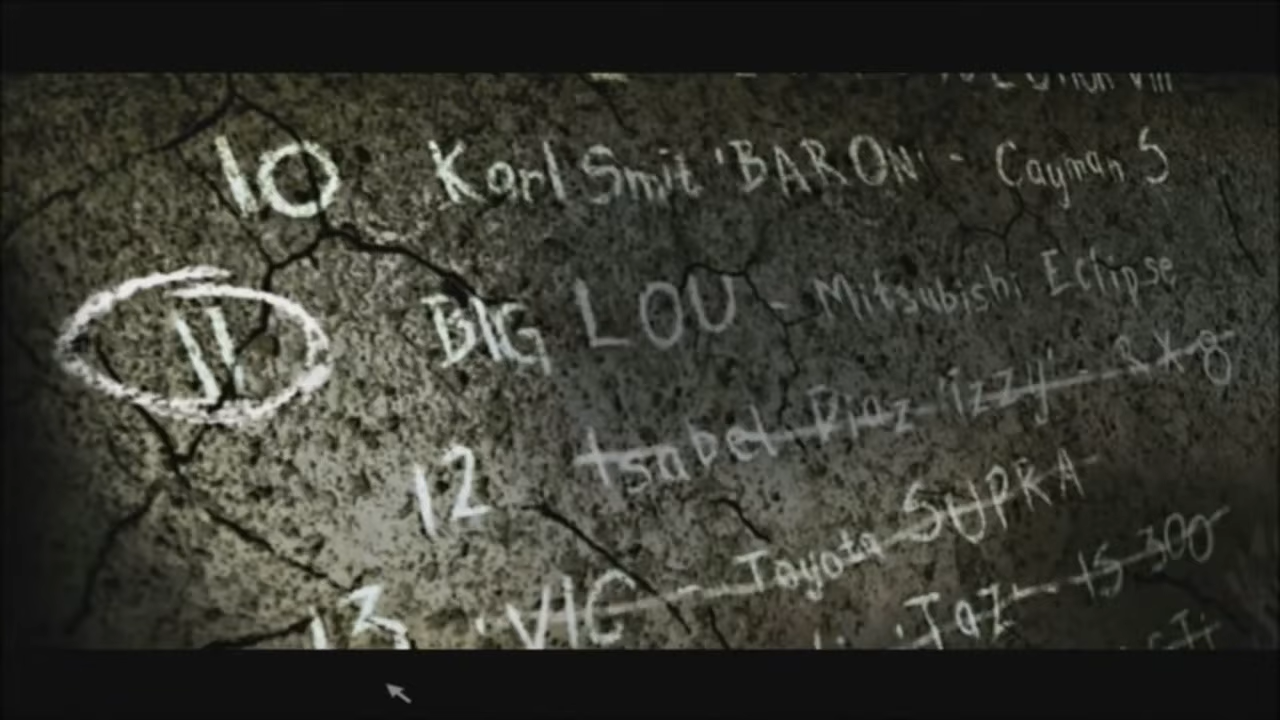 10 Karl Smit 'BARON' - Cayman S
11 BIG LOU - Mitsubishi Eclipse
12 Isabel Diaz 'izzy' - RX-8
13 'VIC - Toyota SUPRA
'Taz' - IS 300